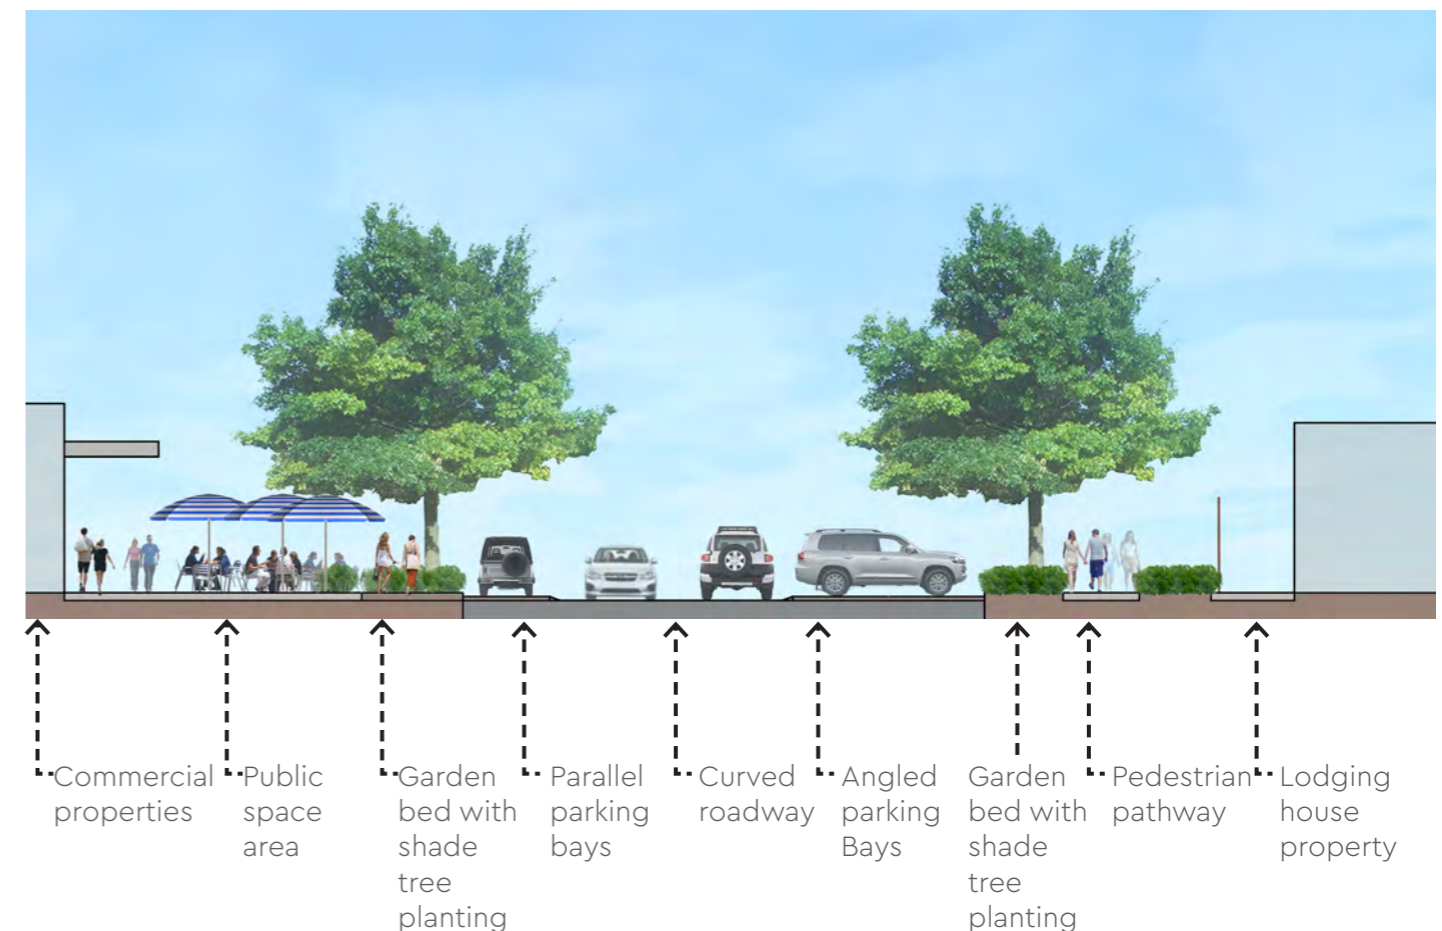 Commercial
properties
Public
space
area
Garden
bed with
shade
tree
planting
Parallel
parking
bays
Curved
roadway
Angled
parking
Bays
Garden
bed with
shade
tree
planting
Pedestrian
pathway
Lodging
house
property